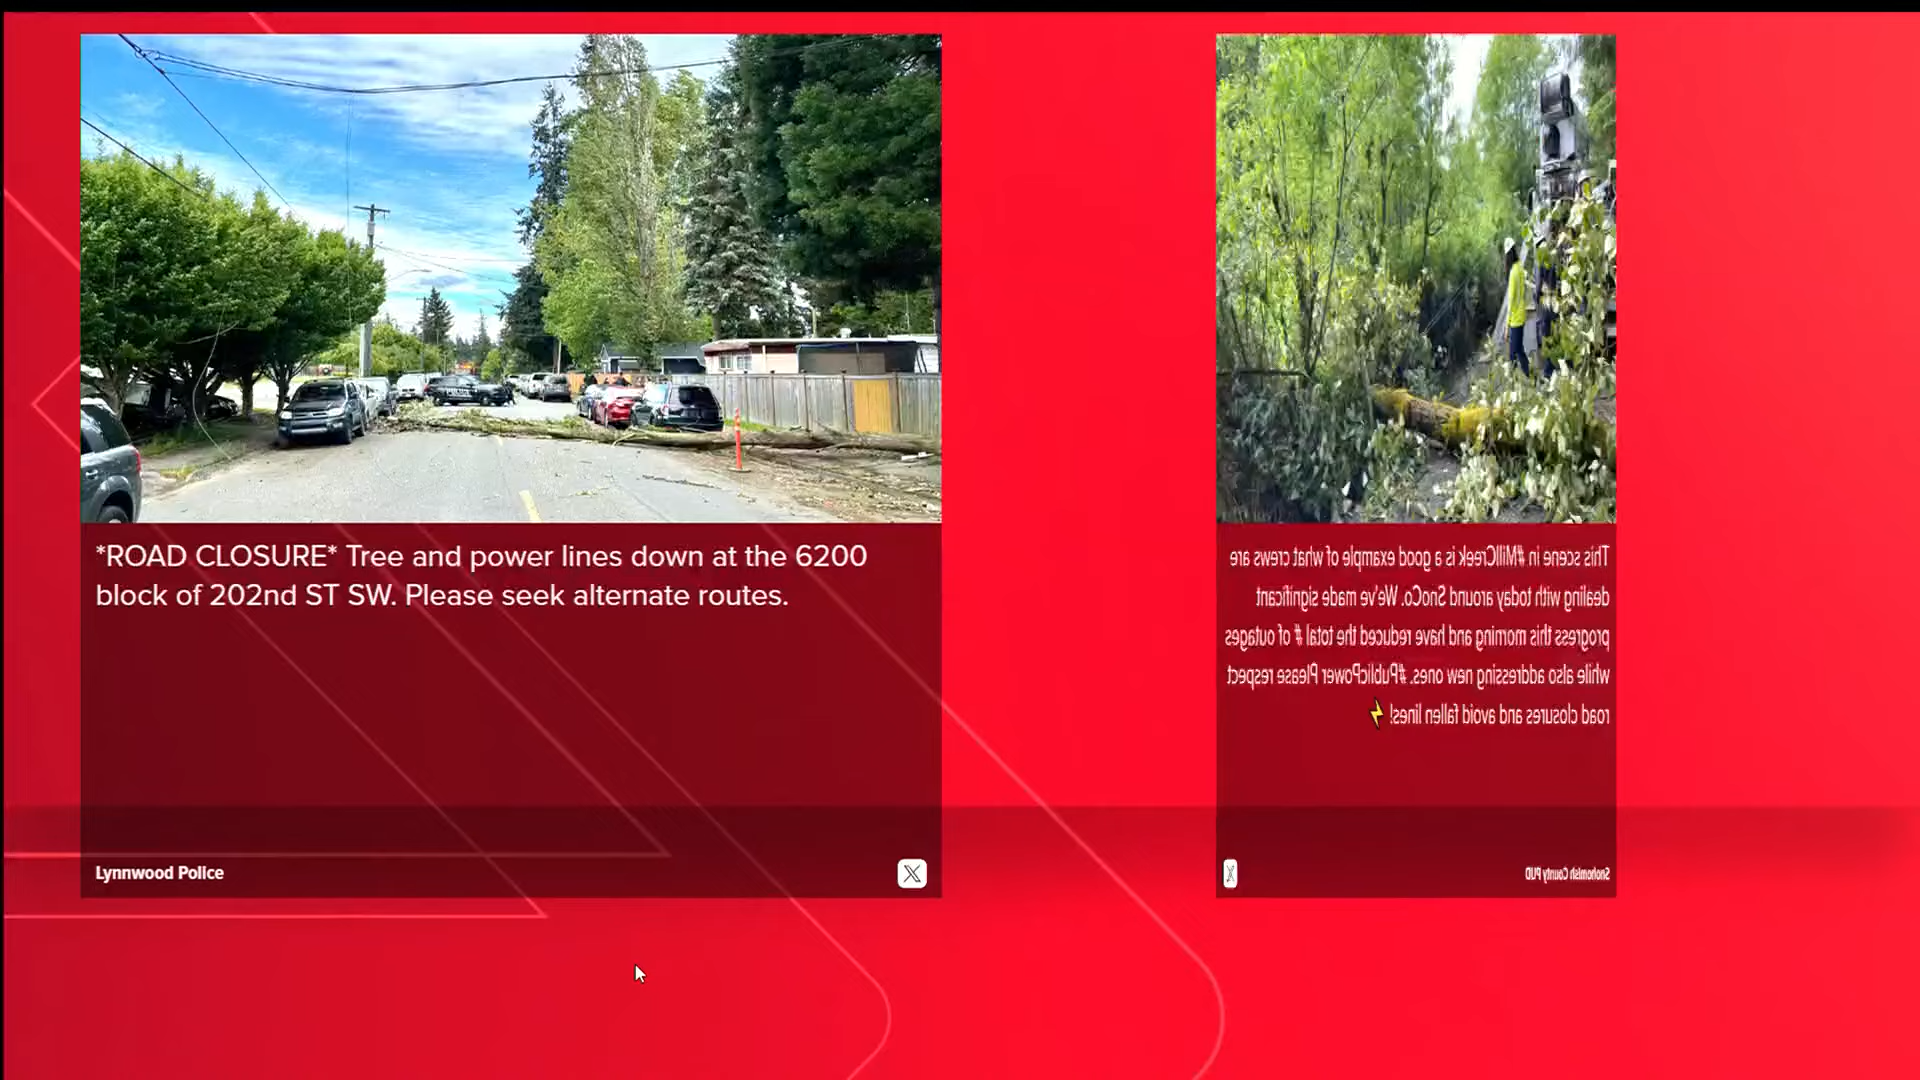 *ROAD CLOSURE* Tree and power lines down at the 6200
block of 202nd ST SW. Please seek alternate routes.
Lynnwood Police
This scene in #MillCreek is a good example of what crews are
dealing with today around SnoCo. We've made significant
progress this morning and have reduced the total # of outages
while also addressing new ones. #PublicPower Please respect
road closures and avoid fallen lines! ⚡
Snohomish County PUD